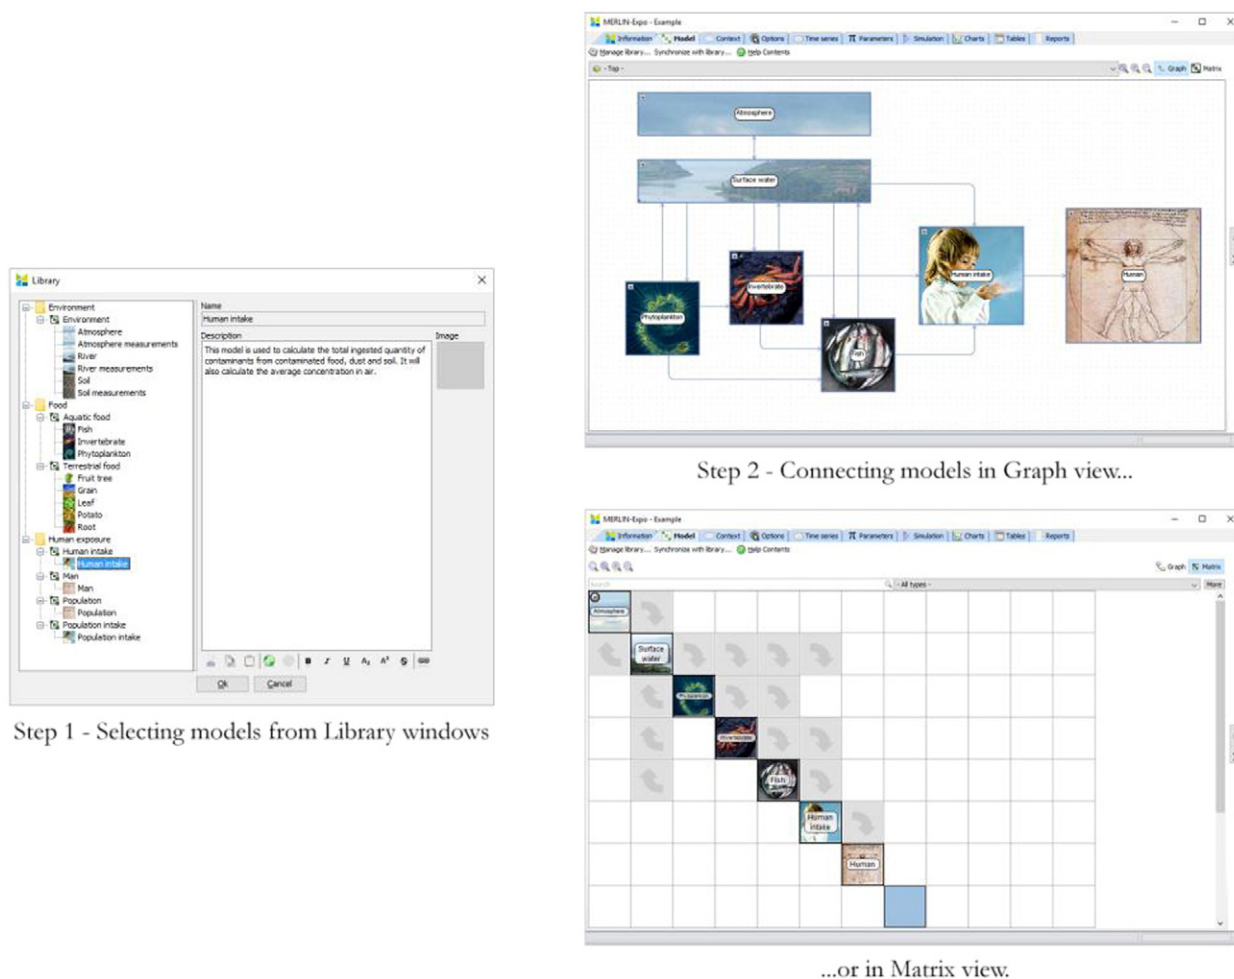 Library
Environment
Environment
Atmosphere
Atmosphere measurements
River
River measurements
Soil
Soil measurements
Food
Aquatic food
Fish
Invertebrate
Phytoplankton
Terrestrial food
Fruit tree
Grain
Leaf
Potato
Root
Human exposure
Human intake
Human intake
Man
Man
Population
Population
Population intake
Population intake
Name
Human intake
Description
Image
This model is used to calculate the total ingested quantity of
contaminants from contaminated food, dust and soil. It will
also calculate the average concentration in air.
B I U A₂ A² S
Ok Cancel
Step 1 - Selecting models from Library windows
MERLIN-Expo - Example
Information Model Context Options Time series Parameters Simulation Charts Tables Reports
Manage library... Synchronize with library... Help Contents
- Top -
Graph Matrix
Atmosphere
Surface water
Human intake
Human
Invertebrate
Phytoplankton
Fish
Step 2 - Connecting models in Graph view...
MERLIN-Expo - Example
Information Model Context Options Time series Parameters Simulation Charts Tables Reports
Manage library... Synchronize with library... Help Contents
Graph Matrix
Search
- All types -
More
Atmosphere
Surface
water
Phytoplankton
Invertebrate
Fish
Human
intake
Human
...or in Matrix view.